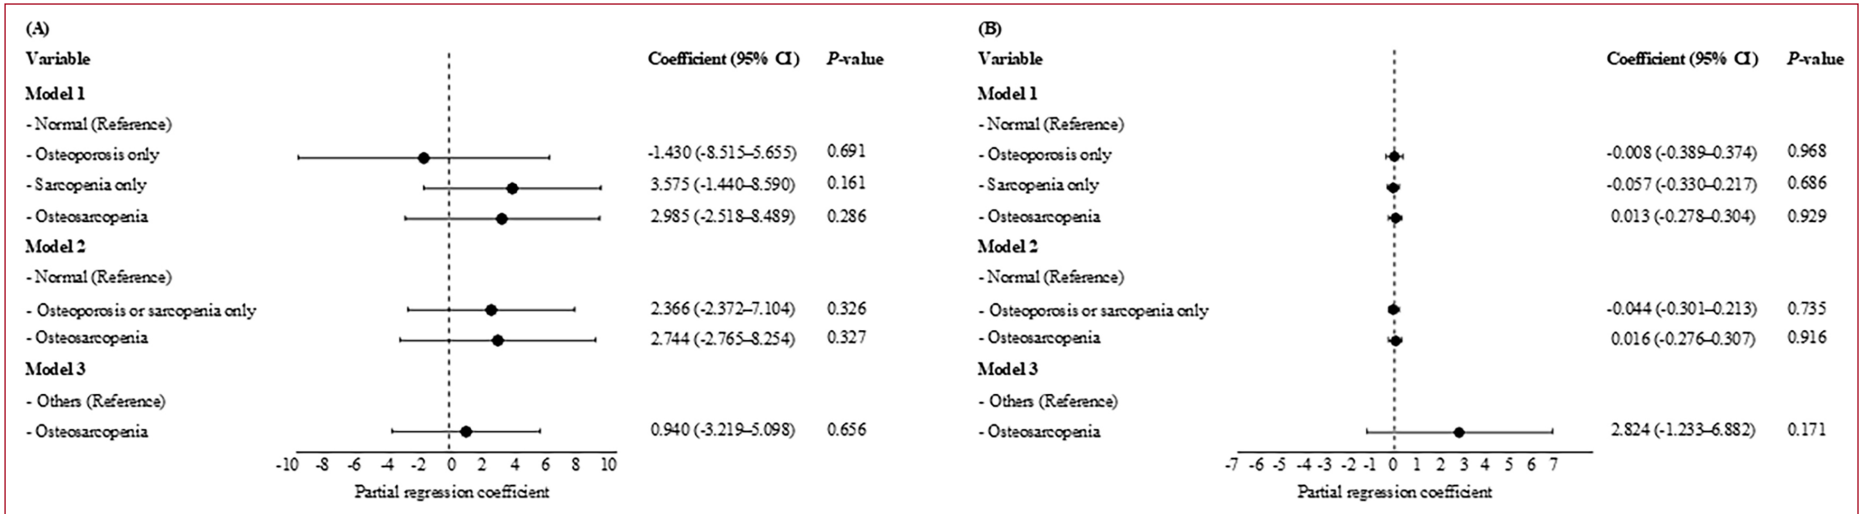 (A)
Variable Coefficient (95% CI) P-value
Model 1
- Normal (Reference)
- Osteoporosis only -1.430 (-8.515–5.655) 0.691
- Sarcopenia only 3.575 (-1.440–8.590) 0.161
- Osteosarcopenia 2.985 (-2.518–8.489) 0.286
Model 2
- Normal (Reference)
- Osteoporosis or sarcopenia only 2.366 (-2.372–7.104) 0.326
- Osteosarcopenia 2.744 (-2.765–8.254) 0.327
Model 3
- Others (Reference)
- Osteosarcopenia 0.940 (-3.219–5.098) 0.656
-10 -8 -6 -4 -2 0 2 4 6 8 10
Partial regression coefficient
(B)
Variable Coefficient (95% CI) P-value
Model 1
- Normal (Reference)
- Osteoporosis only -0.008 (-0.389–0.374) 0.968
- Sarcopenia only -0.057 (-0.330–0.217) 0.686
- Osteosarcopenia 0.013 (-0.278–0.304) 0.929
Model 2
- Normal (Reference)
- Osteoporosis or sarcopenia only -0.044 (-0.301–0.213) 0.735
- Osteosarcopenia 0.016 (-0.276–0.307) 0.916
Model 3
- Others (Reference)
- Osteosarcopenia 2.824 (-1.233–6.882) 0.171
-7 -6 -5 -4 -3 -2 -1 0 1 2 3 4 5 6 7
Partial regression coefficient